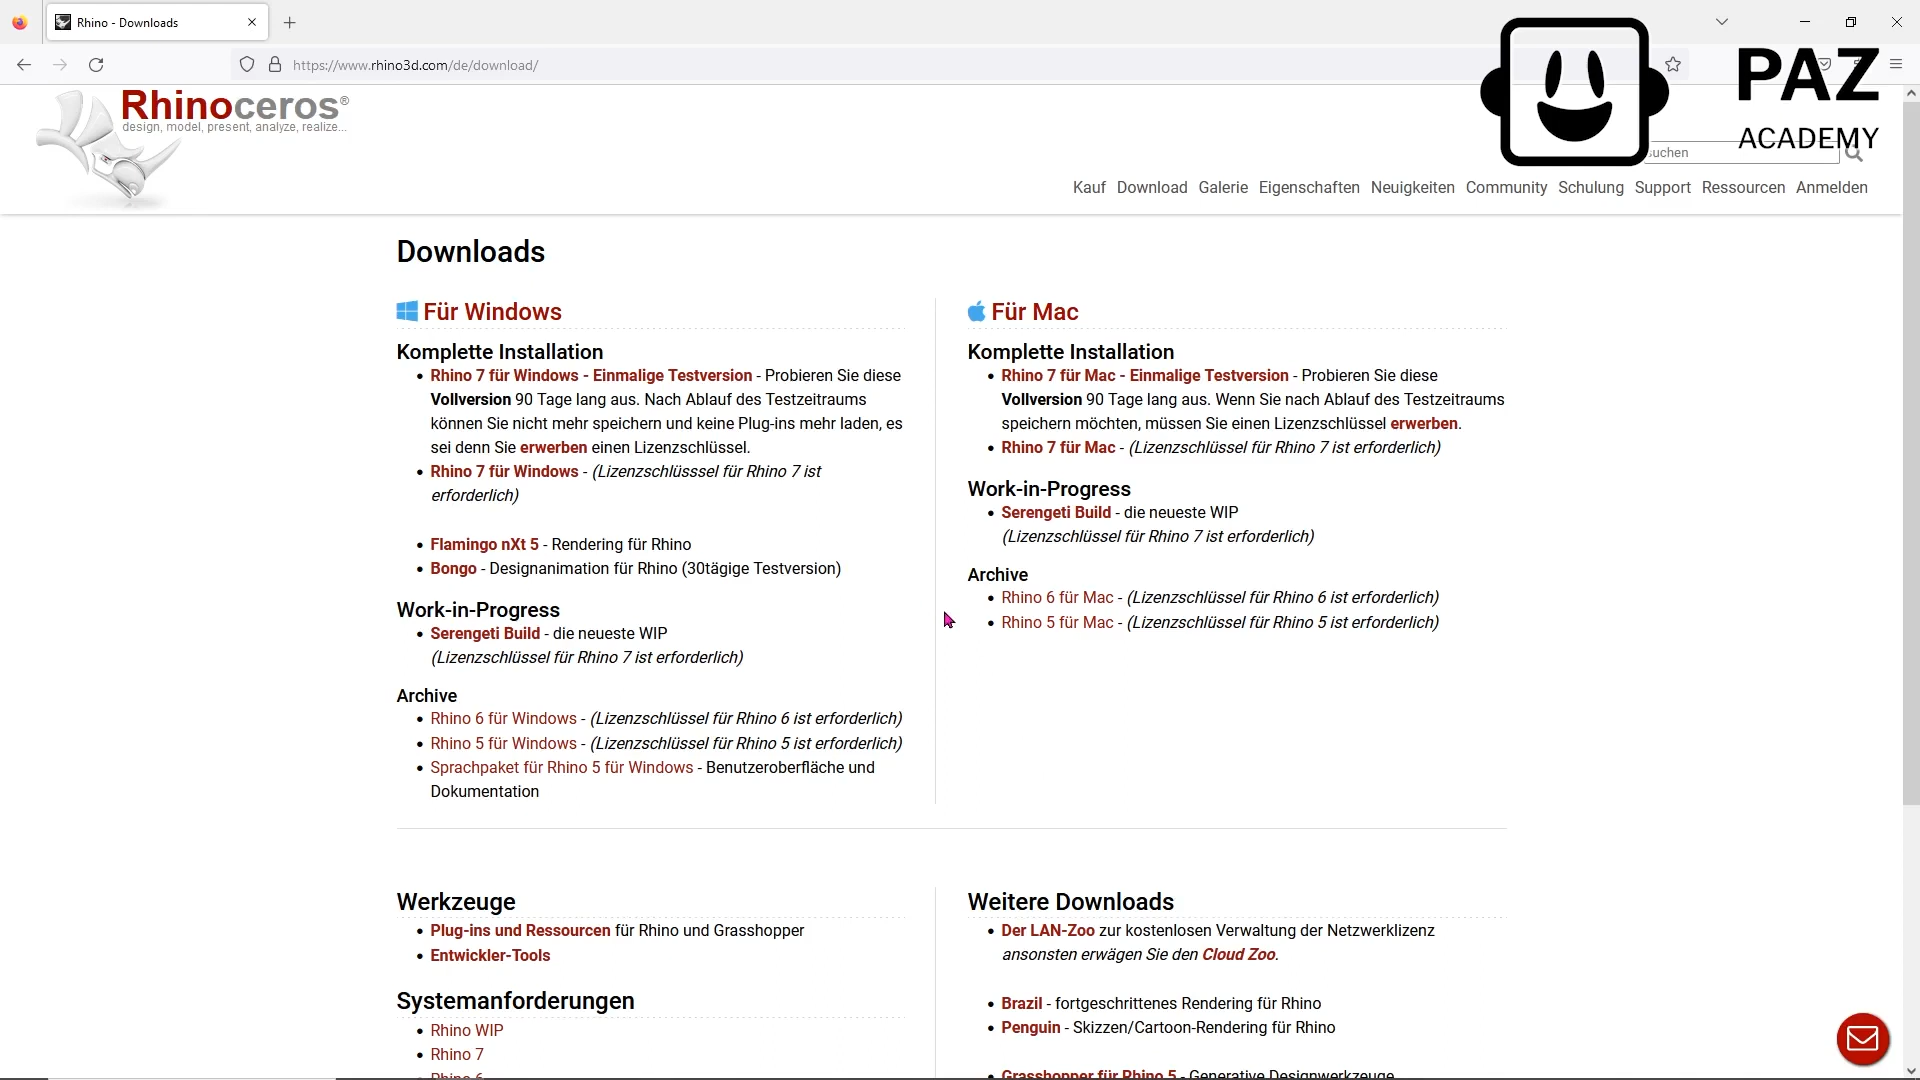 Rhino - Downloads
https://www.rhino3d.com/de/download/
PAZ
ACADEMY
Rhinoceros®
design, model, present, analyze, realize...
Kauf Download Galerie Eigenschaften Neuigkeiten Community Schulung Support Ressourcen Anmelden
Downloads
Für Windows
Komplette Installation
• Rhino 7 für Windows - Einmalige Testversion - Probieren Sie diese
Vollversion 90 Tage lang aus. Nach Ablauf des Testzeitraums
können Sie nicht mehr speichern und keine Plug-ins mehr laden, es
sei denn Sie erwerben einen Lizenzschlüssel.
• Rhino 7 für Windows - (Lizenzschlüsssel für Rhino 7 ist
erforderlich)
• Flamingo nXt 5 - Rendering für Rhino
• Bongo - Designanimation für Rhino (30tägige Testversion)
Work-in-Progress
• Serengeti Build - die neueste WIP
(Lizenzschlüssel für Rhino 7 ist erforderlich)
Archive
• Rhino 6 für Windows - (Lizenzschlüssel für Rhino 6 ist erforderlich)
• Rhino 5 für Windows - (Lizenzschlüssel für Rhino 5 ist erforderlich)
• Sprachpaket für Rhino 5 für Windows - Benutzeroberfläche und
Dokumentation
Für Mac
Komplette Installation
• Rhino 7 für Mac - Einmalige Testversion - Probieren Sie diese
Vollversion 90 Tage lang aus. Wenn Sie nach Ablauf des Testzeitraums
speichern möchten, müssen Sie einen Lizenzschlüssel erwerben.
• Rhino 7 für Mac - (Lizenzschlüssel für Rhino 7 ist erforderlich)
Work-in-Progress
• Serengeti Build - die neueste WIP
(Lizenzschlüssel für Rhino 7 ist erforderlich)
Archive
• Rhino 6 für Mac - (Lizenzschlüssel für Rhino 6 ist erforderlich)
• Rhino 5 für Mac - (Lizenzschlüssel für Rhino 5 ist erforderlich)
Werkzeuge
• Plug-ins und Ressourcen für Rhino und Grasshopper
• Entwickler-Tools
Systemanforderungen
• Rhino WIP
• Rhino 7
• Rhino 6
Weitere Downloads
• Der LAN-Zoo zur kostenlosen Verwaltung der Netzwerklizenz
ansonsten erwägen Sie den Cloud Zoo.
• Brazil - fortgeschrittenes Rendering für Rhino
• Penguin - Skizzen/Cartoon-Rendering für Rhino
• Grasshopper für Rhino 5 - Generative Designwerkzeuge